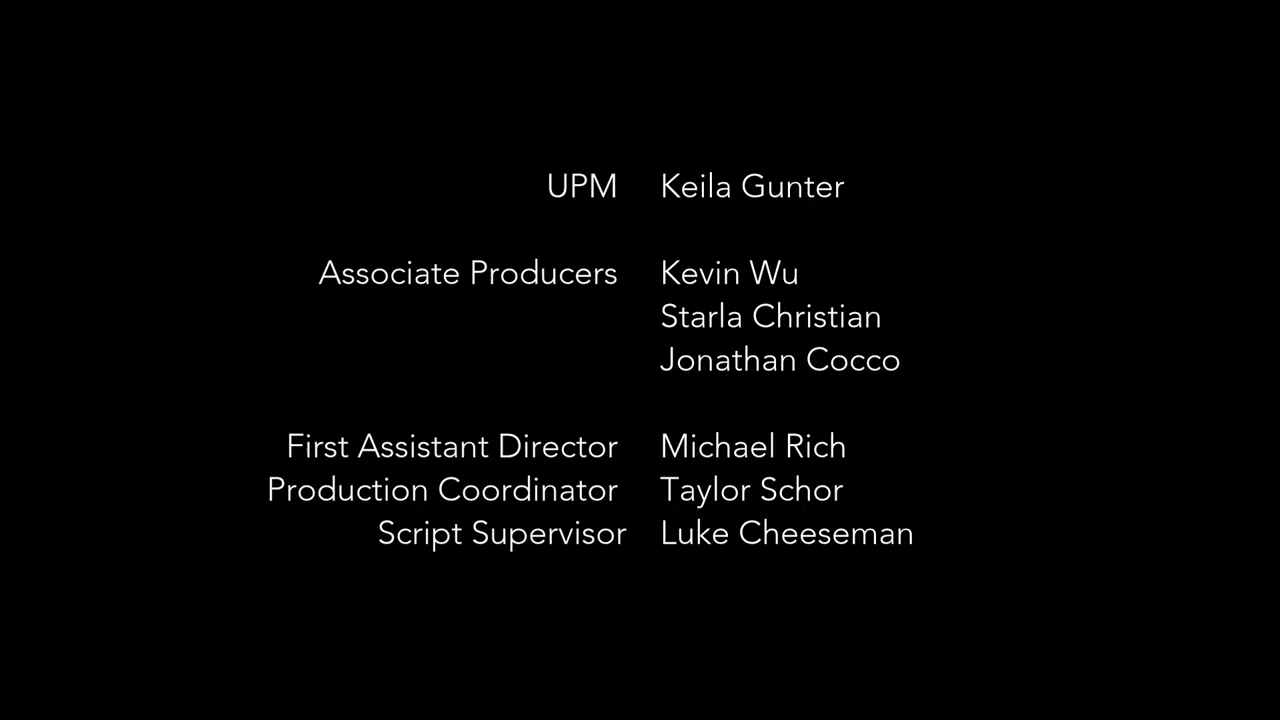 UPM Keila Gunter
Associate Producers Kevin Wu
Starla Christian
Jonathan Cocco
First Assistant Director Michael Rich
Production Coordinator Taylor Schor
Script Supervisor Luke Cheeseman